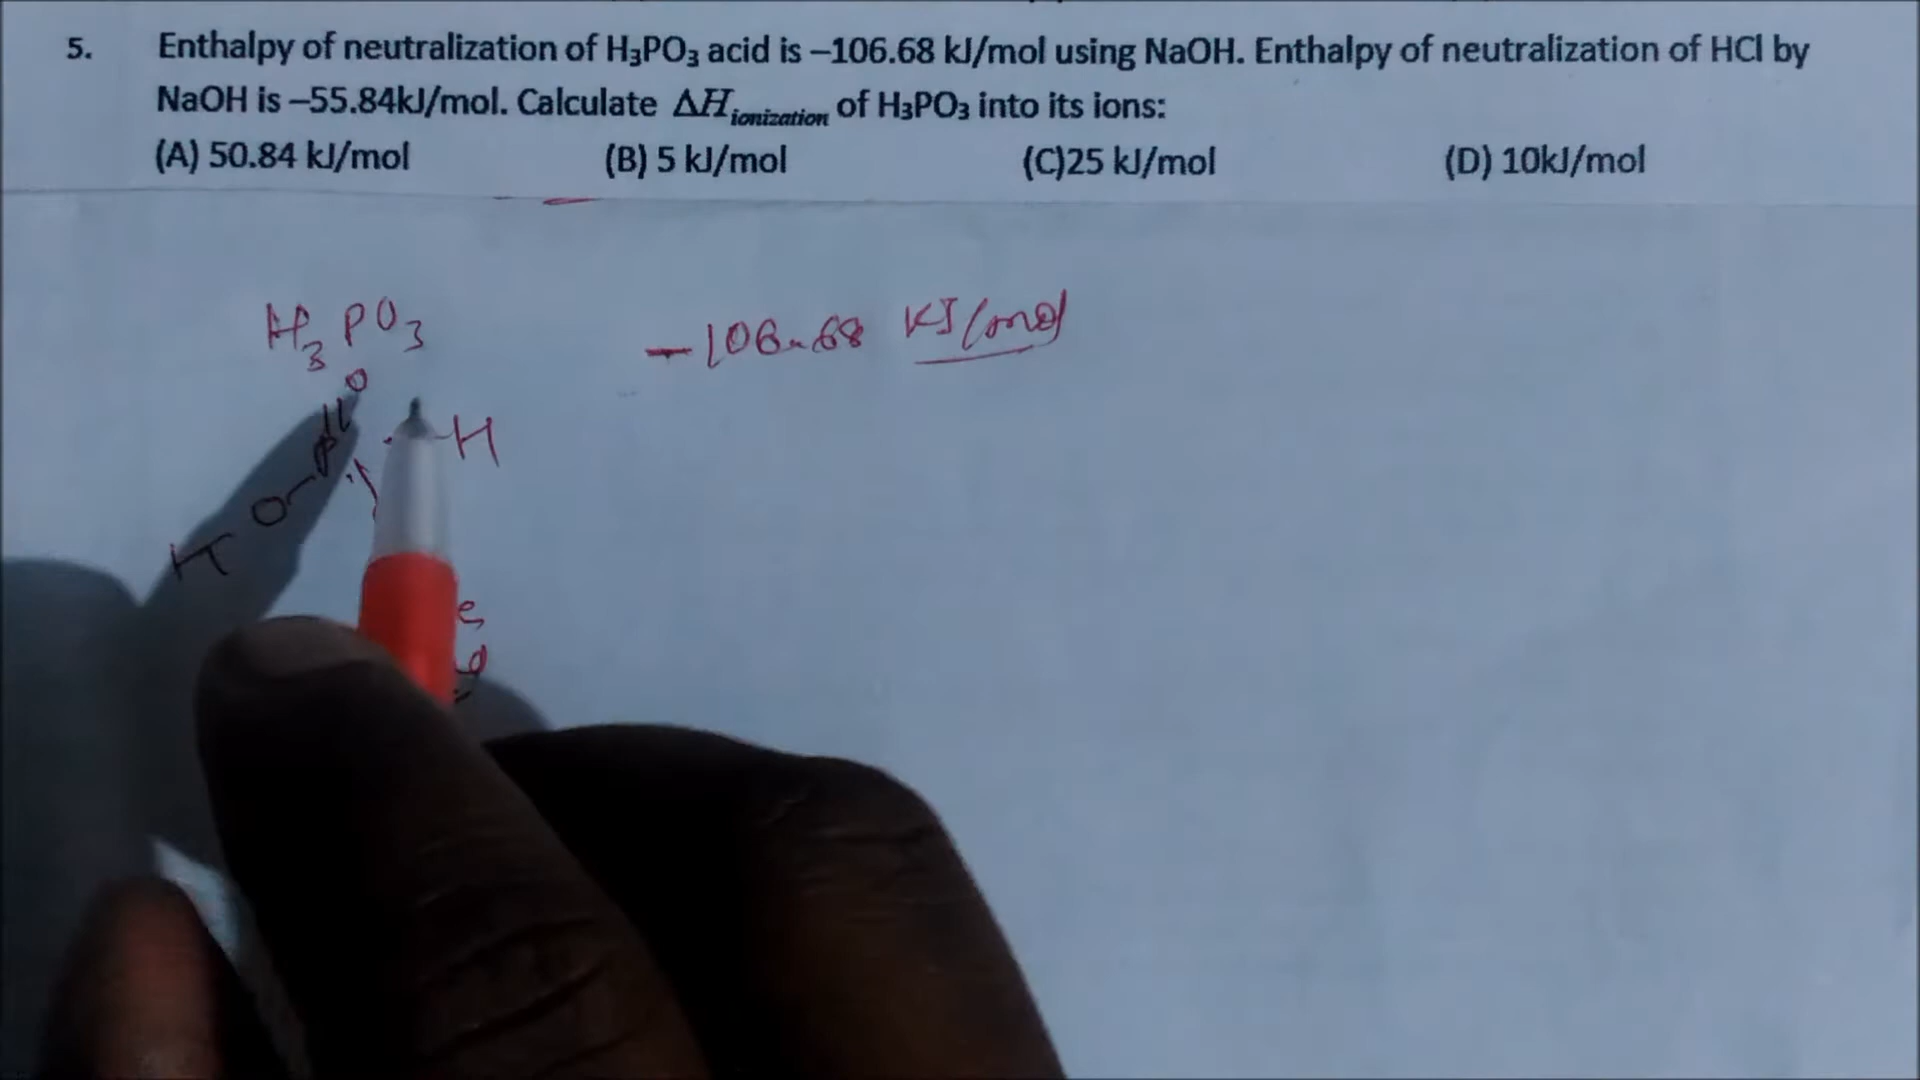 5. Enthalpy of neutralization of H₃PO₃ acid is –106.68 kJ/mol using NaOH. Enthalpy of neutralization of HCl by
NaOH is –55.84kJ/mol. Calculate ΔH ionization of H₃PO₃ into its ions:
(A) 50.84 kJ/mol (B) 5 kJ/mol (C)25 kJ/mol (D) 10kJ/mol
H₃PO₃ –106.68 KJ/mol
O
P H
O
H